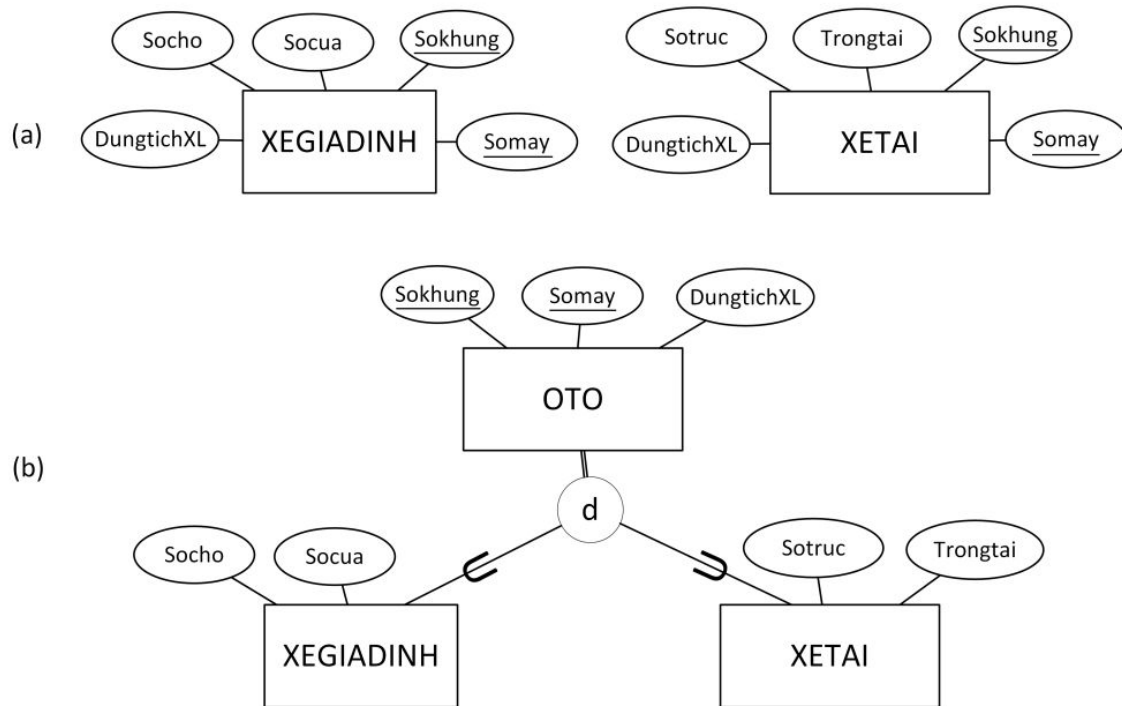 Socho
Socua
Sokhung
Sotruc
Trongtai
Sokhung
(a)
DungtichXL
XEGIADINH
Somay
DungtichXL
XETAI
Somay
Sokhung
Somay
DungtichXL
OTO
(b)
d
Socho
Socua
Sotruc
Trongtai
XEGIADINH
XETAI